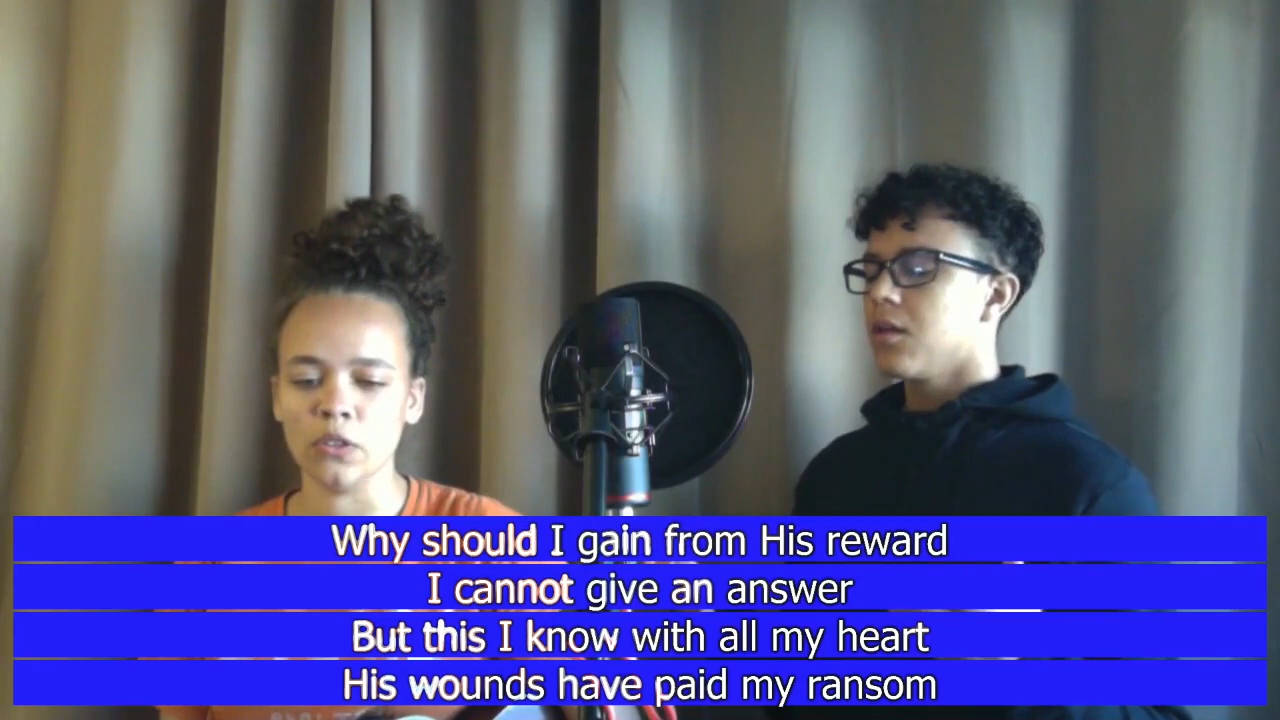 Why should I gain from His reward
I cannot give an answer
But this I know with all my heart
His wounds have paid my ransom